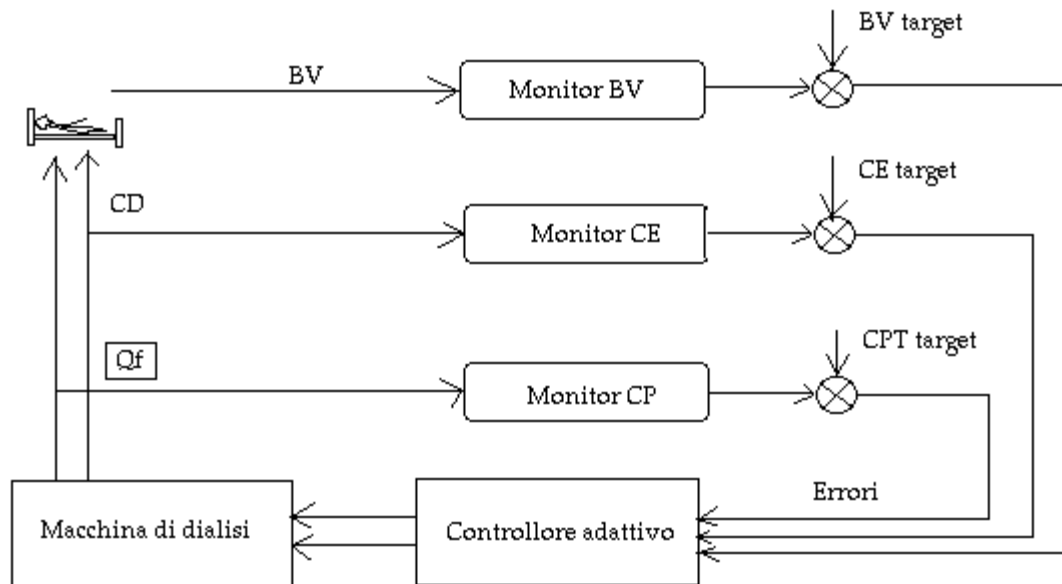 BV target
BV
Monitor BV
CE target
CD
Monitor CE
CPT target
Qf
Monitor CP
Errori
Macchina di dialisi
Controllore adattivo